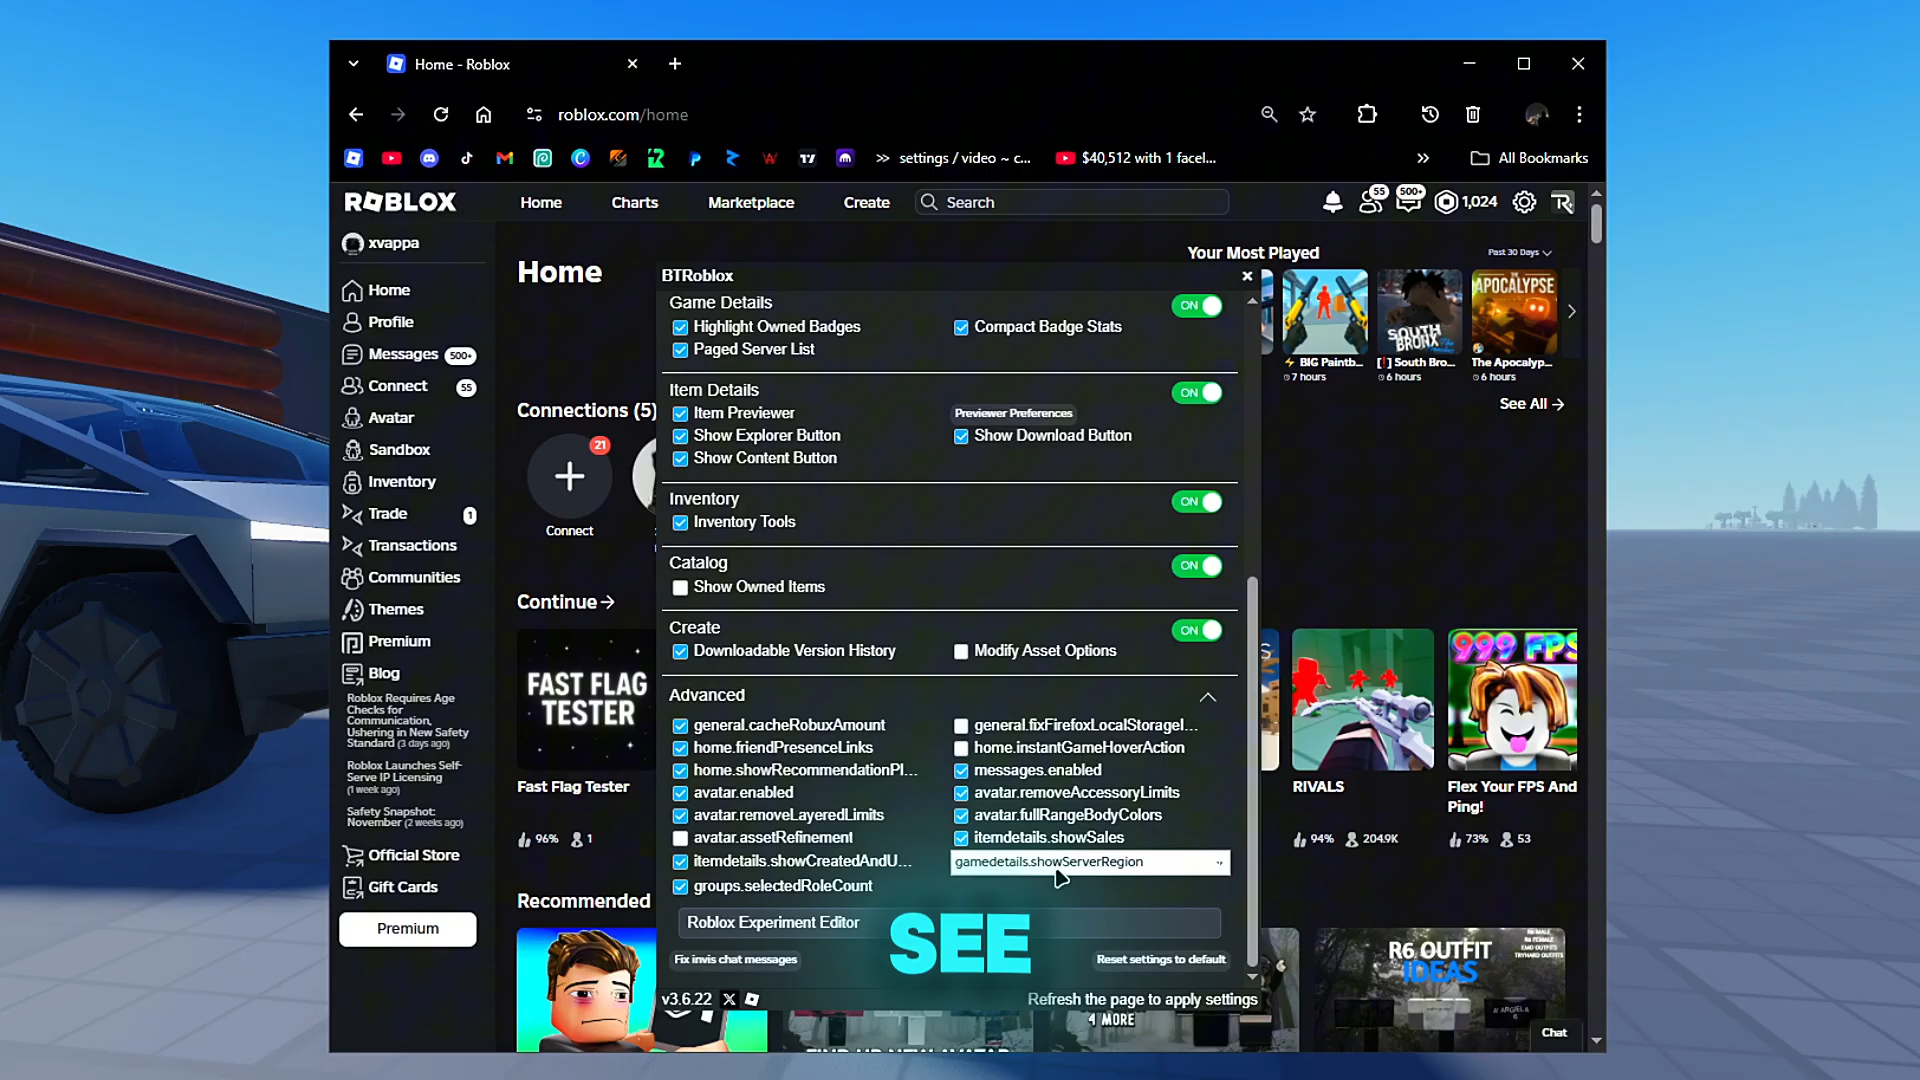 Home - Roblox
roblox.com/home
settings / video ~ c...
$40,512 with 1 facel...
All Bookmarks
ROBLOX
Home
Charts
Marketplace
Create
Search
55
500+
1,024
xvappa
Home
Profile
Messages
500+
Connect
55
Avatar
Sandbox
Inventory
Trade
1
Transactions
Communities
Themes
Premium
Blog
Roblox Requires Age
Checks for
Communication,
Ushering in New Safety
Standard (3 days ago)
Roblox Launches Self-
Serve IP Licensing
(1 week ago)
Safety Snapshot:
November (2 weeks ago)
Official Store
Gift Cards
Premium
Home
Connections (5)
21
Connect
Continue
FAST FLAG
TESTER
Fast Flag Tester
96%
1
Recommended
BTRoblox
Game Details
ON
Highlight Owned Badges
Compact Badge Stats
Paged Server List
Item Details
ON
Item Previewer
Previewer Preferences
Show Explorer Button
Show Download Button
Show Content Button
Inventory
ON
Inventory Tools
Catalog
ON
Show Owned Items
Create
ON
Downloadable Version History
Modify Asset Options
Advanced
general.cacheRobuxAmount
general.fixFirefoxLocalStorageI...
home.friendPresenceLinks
home.instantGameHoverAction
home.showRecommendationPl...
messages.enabled
avatar.enabled
avatar.removeAccessoryLimits
avatar.removeLayeredLimits
avatar.fullRangeBodyColors
avatar.assetRefinement
itemdetails.showSales
itemdetails.showCreatedAndU...
gamedetails.showServerRegion
groups.selectedRoleCount
Roblox Experiment Editor
SEE
Fix invis chat messages
Reset settings to default
v3.6.22
Refresh the page to apply settings
4 MORE
Your Most Played
Past 30 Days
SOUTH
BRONX
APOCALYPSE
BIG Paintb...
7 hours
[❗] South Bro...
6 hours
The Apocalyp...
6 hours
See All
RIVALS
94%
204.9K
999 FPS
Flex Your FPS And
Ping!
73%
53
R6 OUTFIT
IDEAS
Chat